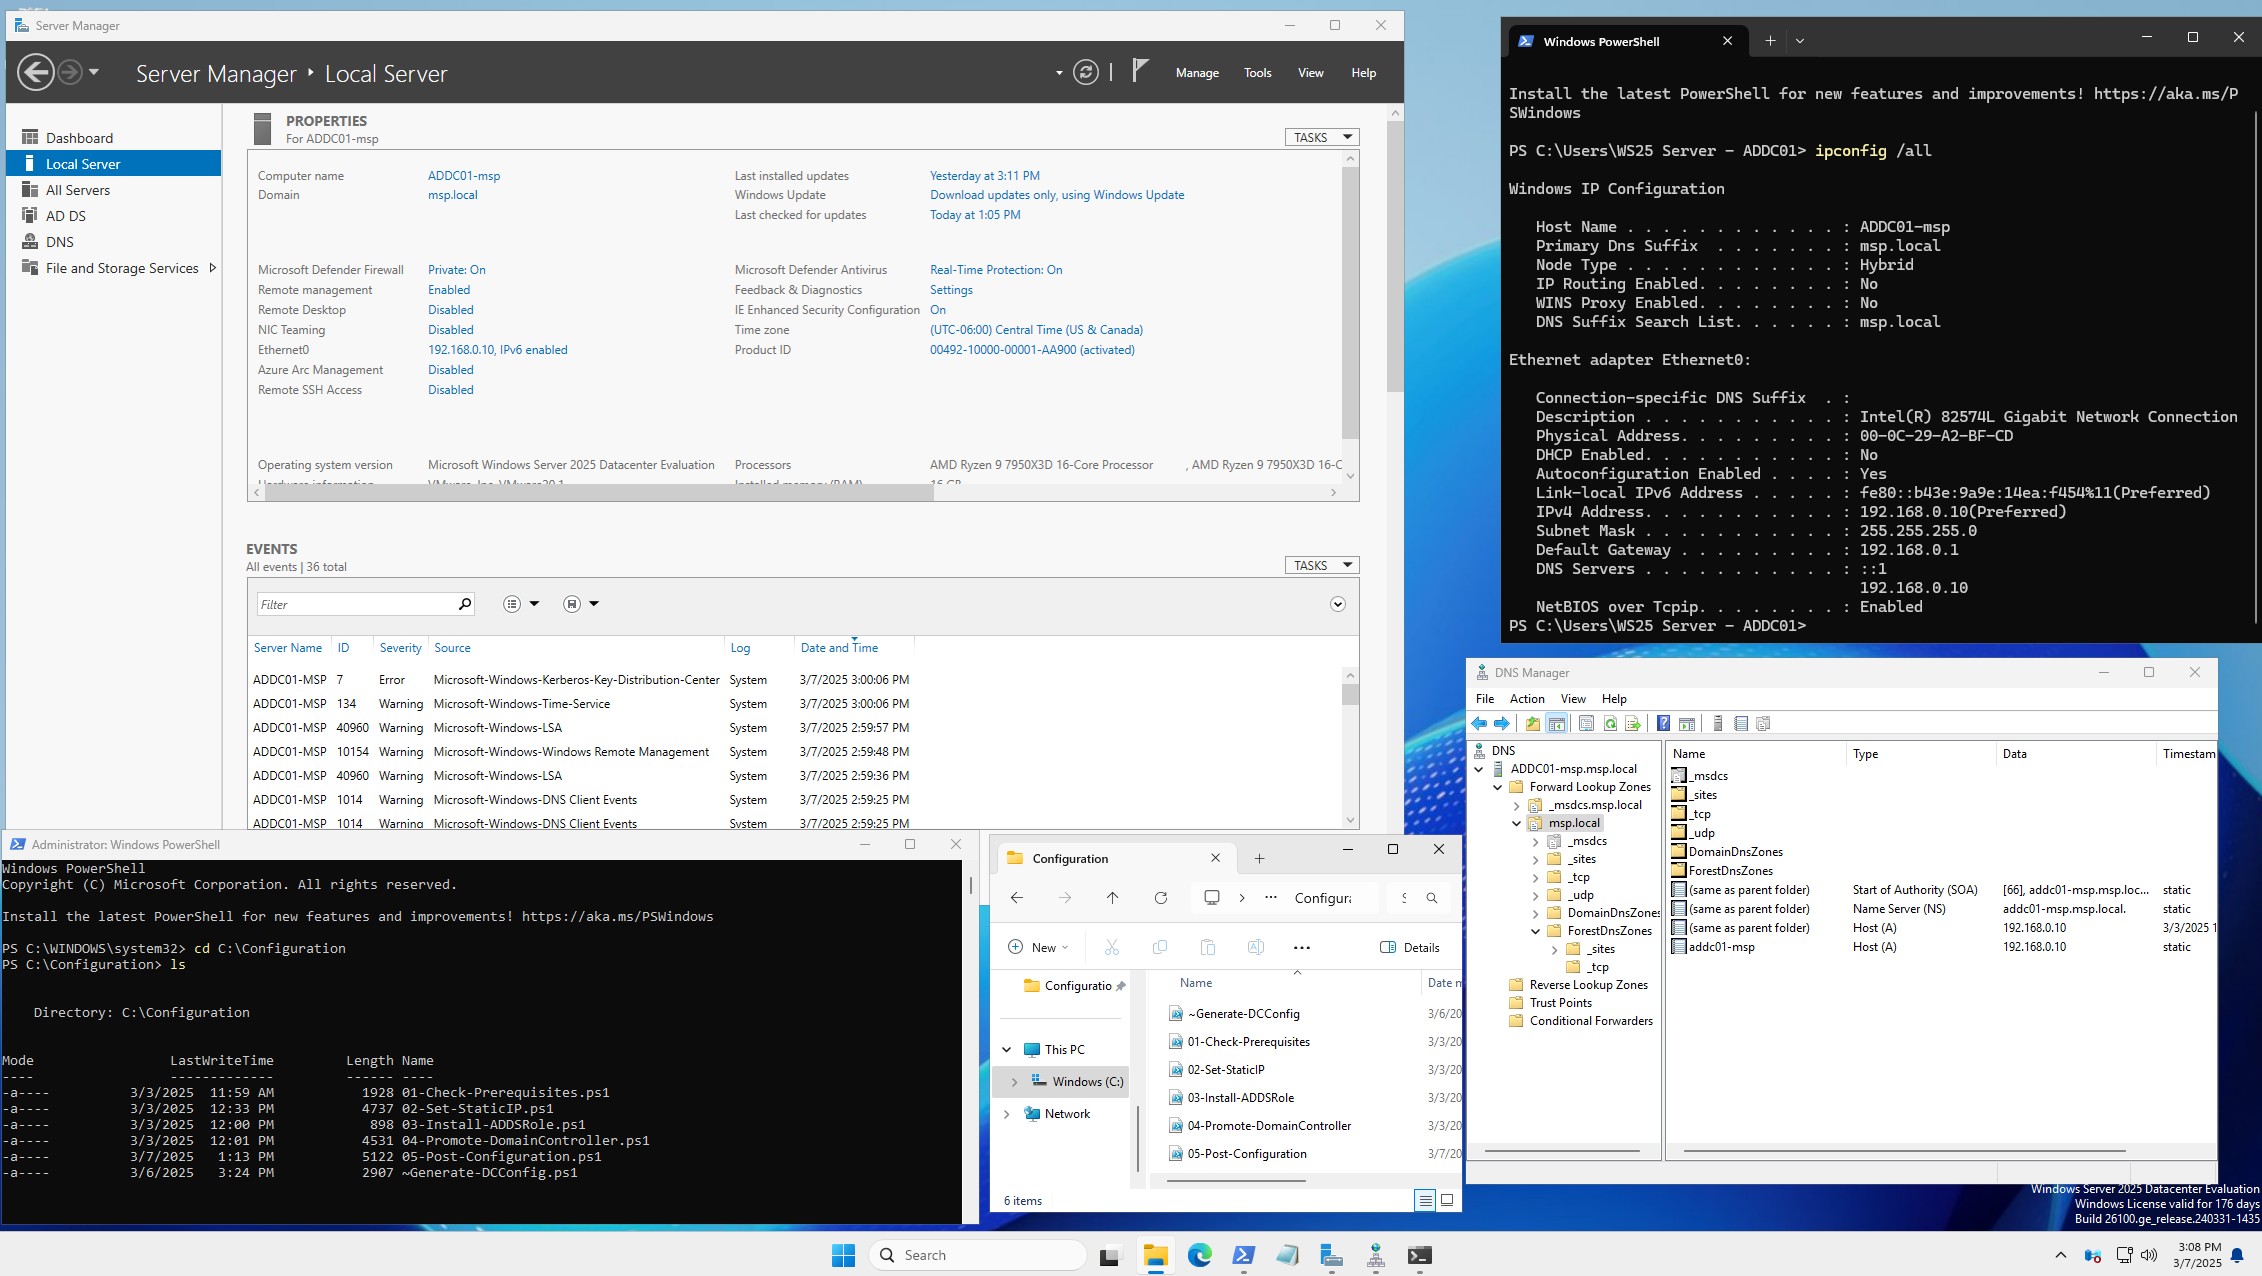 Server Manager
Server Manager ‣ Local Server
Manage Tools View Help
Dashboard
Local Server
All Servers
AD DS
DNS
File and Storage Services
PROPERTIES
For ADDC01-msp
TASKS
Computer name ADDC01-msp Last installed updates Yesterday at 3:11 PM
Domain msp.local Windows Update Download updates only, using Windows Update
Last checked for updates Today at 1:05 PM
Microsoft Defender Firewall Private: On Microsoft Defender Antivirus Real-Time Protection: On
Remote management Enabled Feedback & Diagnostics Settings
Remote Desktop Disabled IE Enhanced Security Configuration On
NIC Teaming Disabled Time zone (UTC-06:00) Central Time (US & Canada)
Ethernet0 192.168.0.10, IPv6 enabled Product ID 00492-10000-00001-AA900 (activated)
Azure Arc Management Disabled
Remote SSH Access Disabled
Operating system version Microsoft Windows Server 2025 Datacenter Evaluation Processors AMD Ryzen 9 7950X3D 16-Core Processor , AMD Ryzen 9 7950X3D 16-C
Hardware information VMware, Inc. VMware20,1 Installed memory (RAM) 16 GB
EVENTS
All events | 36 total
TASKS
Filter
Server Name ID Severity Source Log Date and Time
ADDC01-MSP 7 Error Microsoft-Windows-Kerberos-Key-Distribution-Center System 3/7/2025 3:00:06 PM
ADDC01-MSP 134 Warning Microsoft-Windows-Time-Service System 3/7/2025 3:00:06 PM
ADDC01-MSP 40960 Warning Microsoft-Windows-LSA System 3/7/2025 2:59:57 PM
ADDC01-MSP 10154 Warning Microsoft-Windows-Windows Remote Management System 3/7/2025 2:59:48 PM
ADDC01-MSP 40960 Warning Microsoft-Windows-LSA System 3/7/2025 2:59:36 PM
ADDC01-MSP 1014 Warning Microsoft-Windows-DNS Client Events System 3/7/2025 2:59:25 PM
ADDC01-MSP 1014 Warning Microsoft-Windows-DNS Client Events System 3/7/2025 2:59:25 PM
Windows PowerShell
Install the latest PowerShell for new features and improvements! https://aka.ms/P
SWindows
PS C:\Users\WS25 Server - ADDC01> ipconfig /all
Windows IP Configuration
Host Name . . . . . . . . . . . . : ADDC01-msp
Primary Dns Suffix  . . . . . . . : msp.local
Node Type . . . . . . . . . . . . : Hybrid
IP Routing Enabled. . . . . . . . : No
WINS Proxy Enabled. . . . . . . . : No
DNS Suffix Search List. . . . . . : msp.local
Ethernet adapter Ethernet0:
Connection-specific DNS Suffix  . :
Description . . . . . . . . . . . : Intel(R) 82574L Gigabit Network Connection
Physical Address. . . . . . . . . : 00-0C-29-A2-BF-CD
DHCP Enabled. . . . . . . . . . . : No
Autoconfiguration Enabled . . . . : Yes
Link-local IPv6 Address . . . . . : fe80::b43e:9a9e:14ea:f454%11(Preferred)
IPv4 Address. . . . . . . . . . . : 192.168.0.10(Preferred)
Subnet Mask . . . . . . . . . . . : 255.255.255.0
Default Gateway . . . . . . . . . : 192.168.0.1
DNS Servers . . . . . . . . . . . : ::1
192.168.0.10
NetBIOS over Tcpip. . . . . . . . : Enabled
PS C:\Users\WS25 Server - ADDC01>
Administrator: Windows PowerShell
Windows PowerShell
Copyright (C) Microsoft Corporation. All rights reserved.
Install the latest PowerShell for new features and improvements! https://aka.ms/PSWindows
PS C:\WINDOWS\system32> cd C:\Configuration
PS C:\Configuration> ls
Directory: C:\Configuration
Mode LastWriteTime Length Name
---- ------------- ------ ----
-a---- 3/3/2025 11:59 AM 1928 01-Check-Prerequisites.ps1
-a---- 3/3/2025 12:33 PM 4737 02-Set-StaticIP.ps1
-a---- 3/3/2025 12:00 PM 898 03-Install-ADDSRole.ps1
-a---- 3/3/2025 12:01 PM 4531 04-Promote-DomainController.ps1
-a---- 3/7/2025 1:13 PM 5122 05-Post-Configuration.ps1
-a---- 3/6/2025 3:24 PM 2907 ~Generate-DCConfig.ps1
Configuration
Configura S
New Details
Configuratio
This PC
Windows (C:)
Network
Name Date m
~Generate-DCConfig 3/6/20
01-Check-Prerequisites 3/3/20
02-Set-StaticIP 3/3/20
03-Install-ADDSRole 3/3/20
04-Promote-DomainController 3/3/20
05-Post-Configuration 3/7/20
6 items
DNS Manager
File Action View Help
DNS
ADDC01-msp.msp.local
Forward Lookup Zones
_msdcs.msp.local
msp.local
_msdcs
_sites
_tcp
_udp
DomainDnsZones
ForestDnsZones
_sites
_tcp
Reverse Lookup Zones
Trust Points
Conditional Forwarders
Name Type Data Timestam
_msdcs
_sites
_tcp
_udp
DomainDnsZones
ForestDnsZones
(same as parent folder) Start of Authority (SOA) [66], addc01-msp.msp.loc... static
(same as parent folder) Name Server (NS) addc01-msp.msp.local. static
(same as parent folder) Host (A) 192.168.0.10 3/3/2025 1
addc01-msp Host (A) 192.168.0.10 static
Windows Server 2025 Datacenter Evaluation
Windows License valid for 176 days
Build 26100.ge_release.240331-1435
Search
3:08 PM
3/7/2025